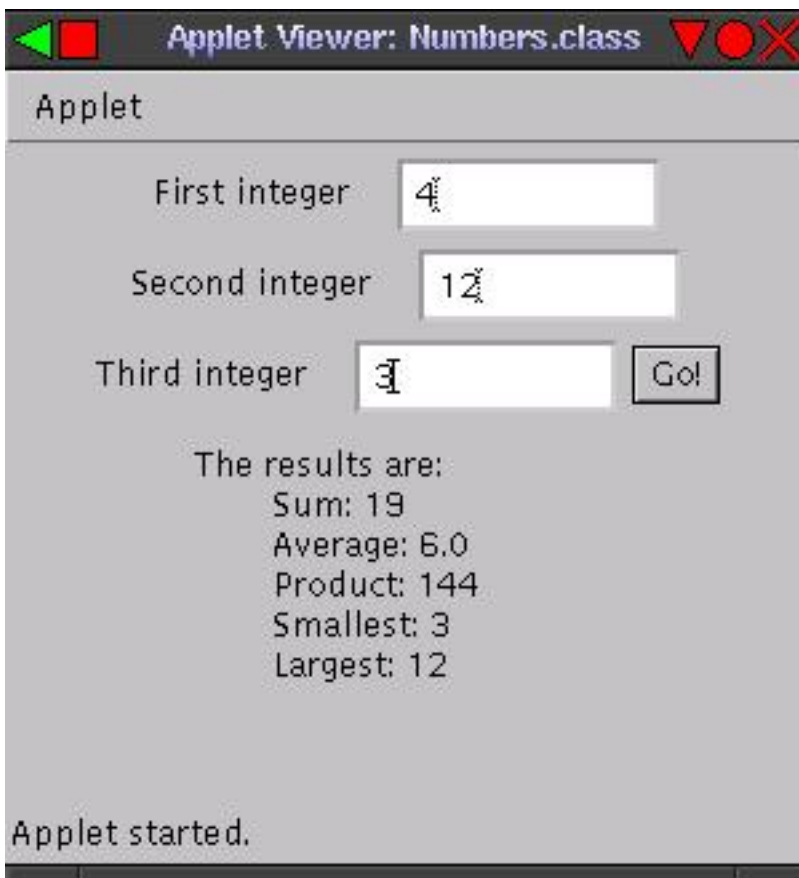 Applet Viewer: Numbers.class
Applet
First integer 4
Second integer 12
Third integer 3 Go!
The results are:
Sum: 19
Average: 6.0
Product: 144
Smallest: 3
Largest: 12
Applet started.